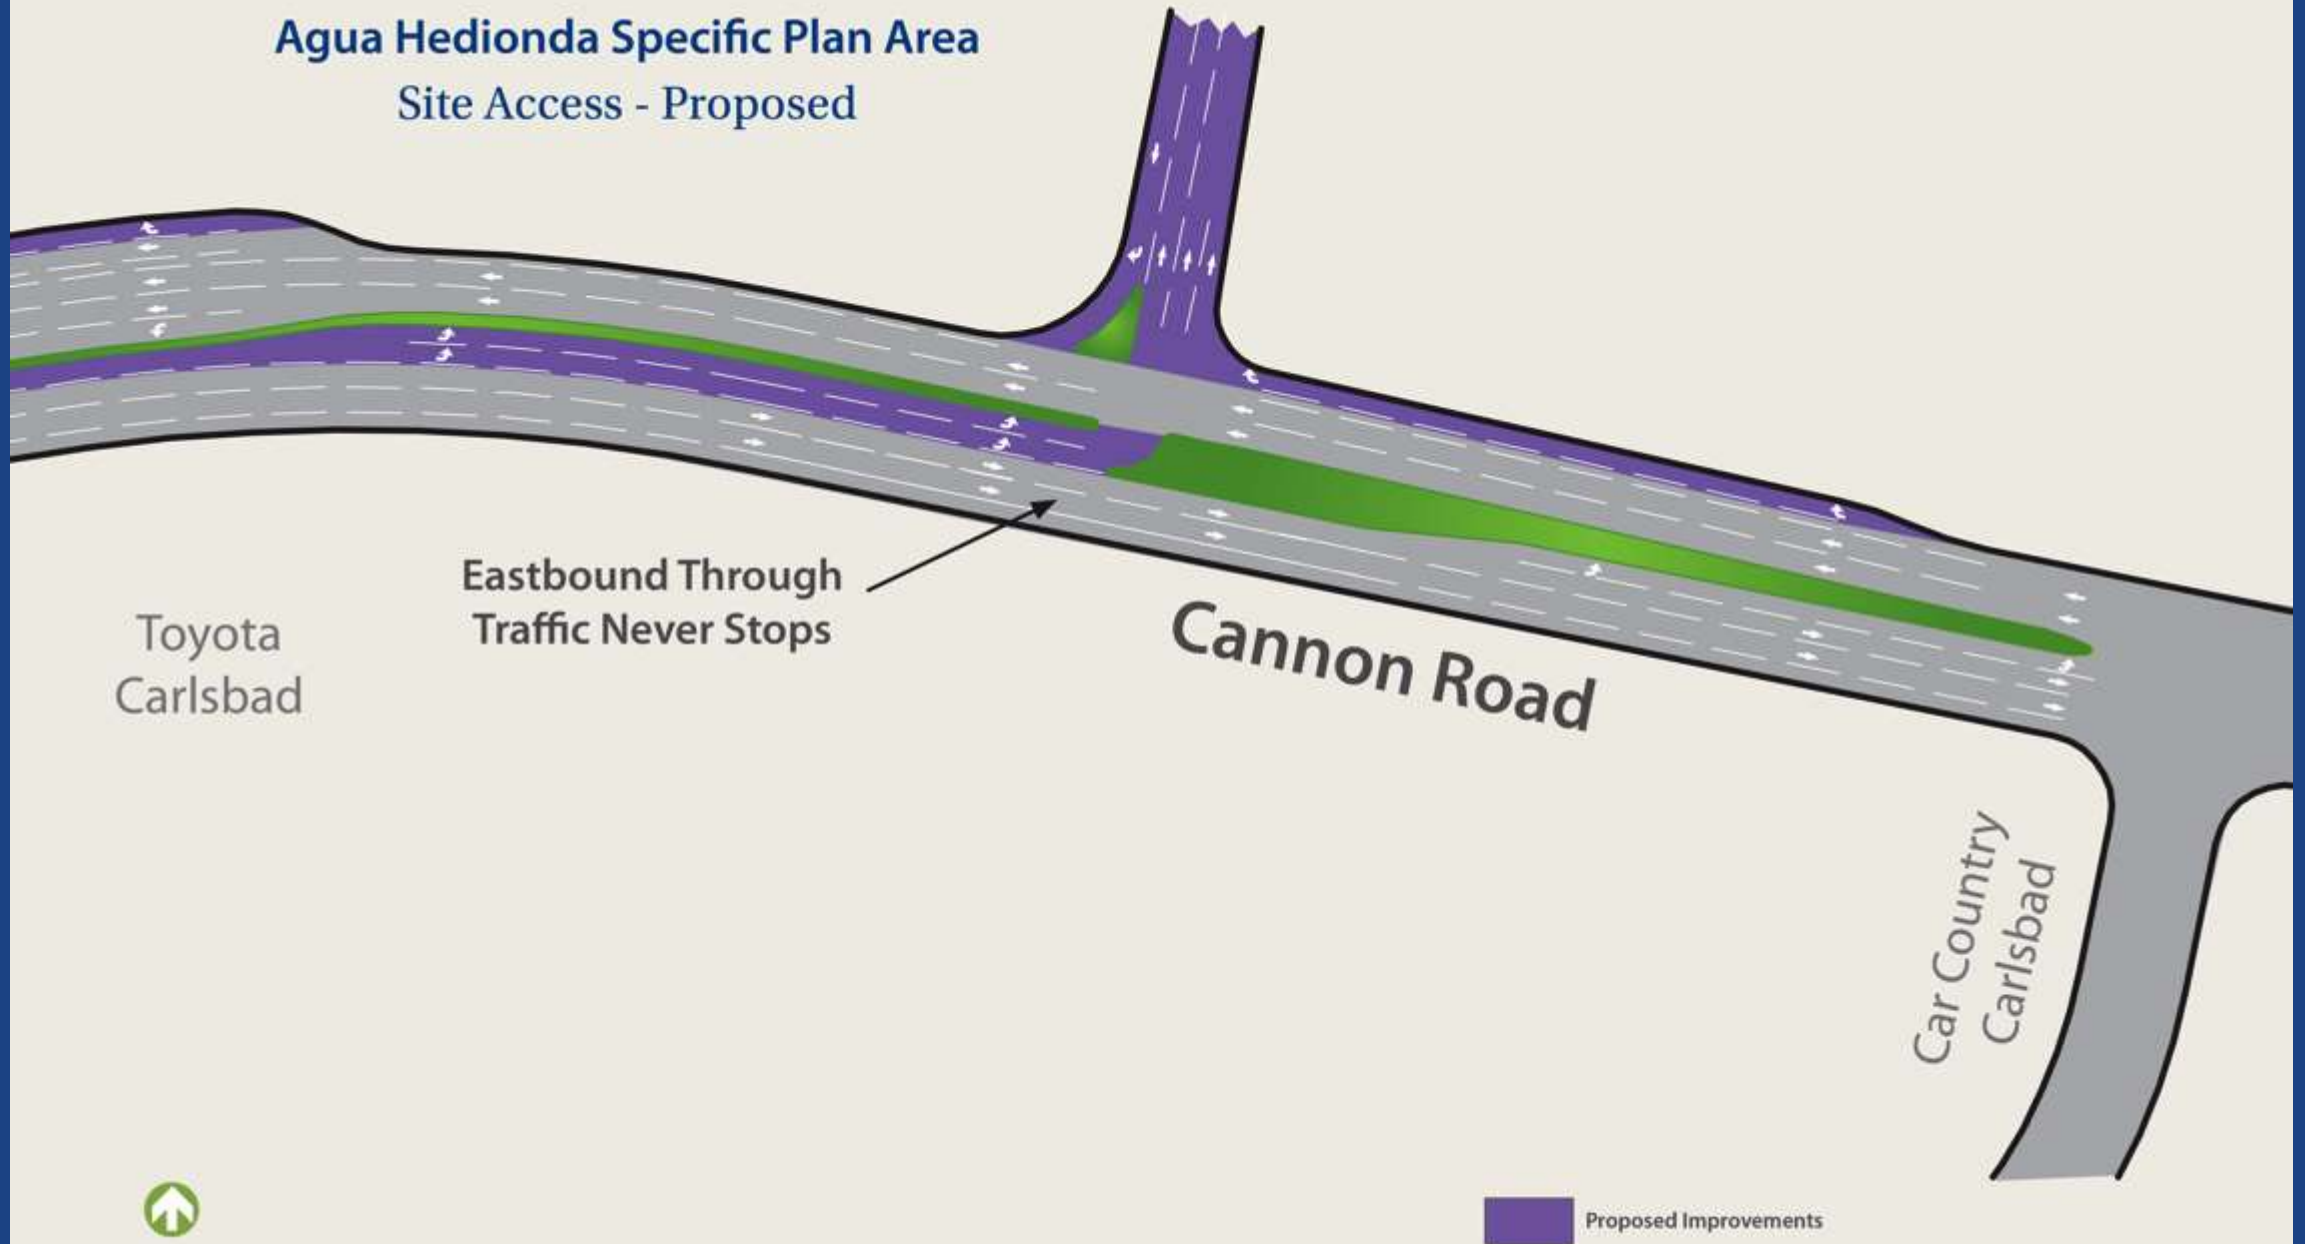 Agua Hedionda Specific Plan Area
Site Access - Proposed
Eastbound Through
Traffic Never Stops
Toyota
Carlsbad
Cannon Road
Car Country
Carlsbad
Proposed Improvements